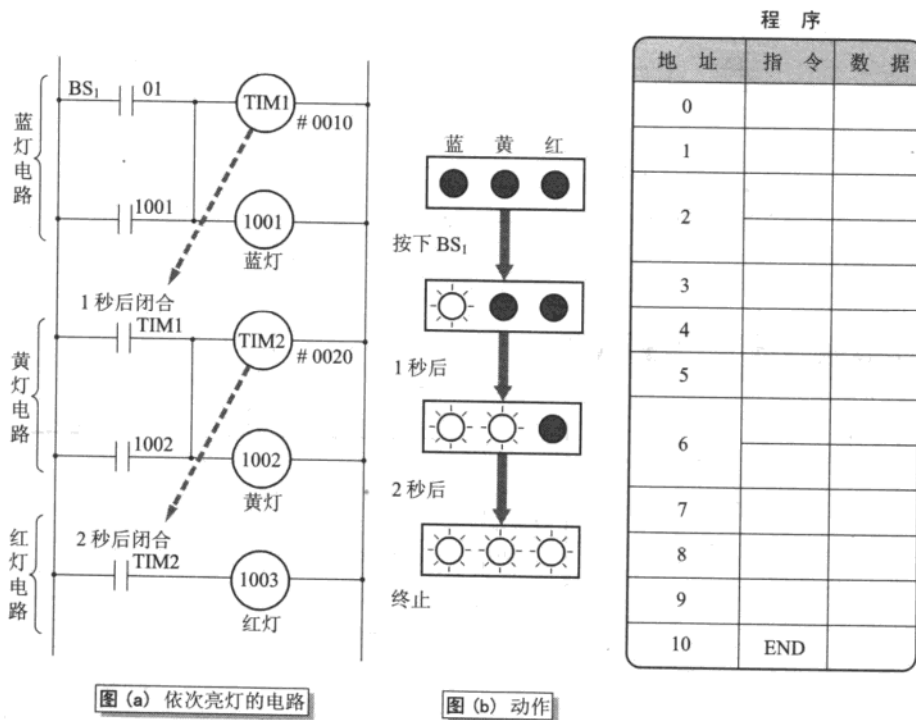 程 序
地 址 指 令 数 据
0
1
2
3
4
5
6
7
8
9
10 END
蓝灯电路
BS₁ 01
TIM1
# 0010
1001
1001
蓝灯
1 秒后闭合
黄灯电路
TIM1
TIM2
# 0020
1002
1002
黄灯
2 秒后闭合
红灯电路
TIM2
1003
红灯
图 (a) 依次亮灯的电路
蓝 黄 红
按下 BS₁
1 秒后
2 秒后
终止
图 (b) 动作